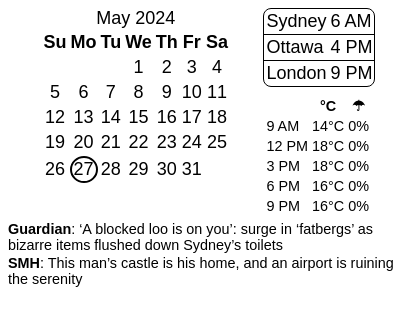 May 2024
Su Mo Tu We Th Fr Sa
1 2 3 4
5 6 7 8 9 10 11
12 13 14 15 16 17 18
19 20 21 22 23 24 25
26 27 28 29 30 31
Sydney 6 AM
Ottawa 4 PM
London 9 PM
°C ☂
9 AM 14°C 0%
12 PM 18°C 0%
3 PM 18°C 0%
6 PM 16°C 0%
9 PM 16°C 0%
Guardian: ‘A blocked loo is on you’: surge in ‘fatbergs’ as
bizarre items flushed down Sydney’s toilets
SMH: This man’s castle is his home, and an airport is ruining
the serenity